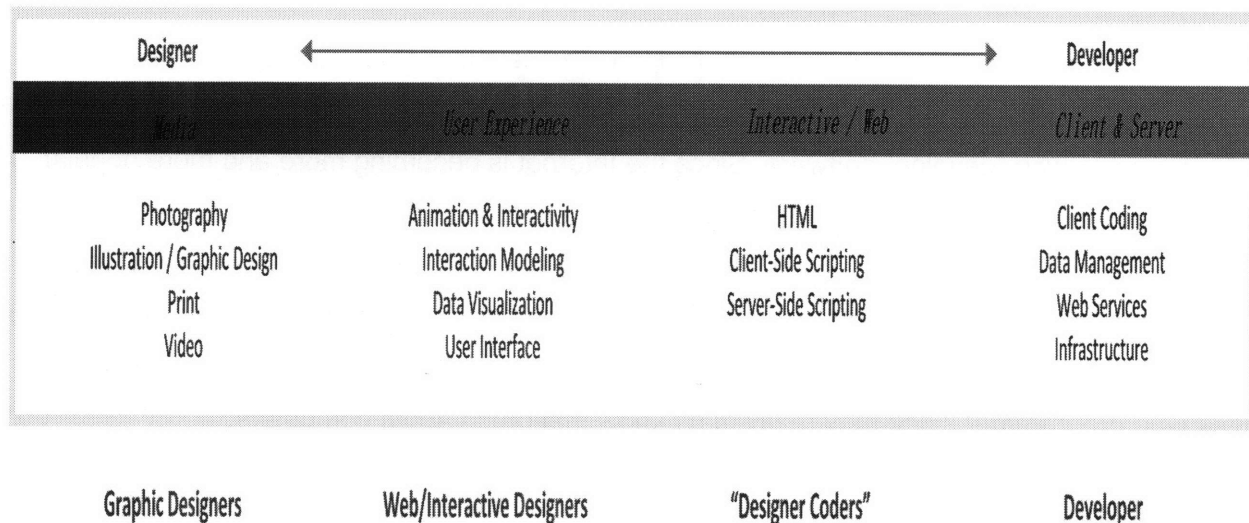 Designer Developer
Media User Experience Interactive / Web Client & Server
Photography Animation & Interactivity HTML Client Coding
Illustration / Graphic Design Interaction Modeling Client-Side Scripting Data Management
Print Data Visualization Server-Side Scripting Web Services
Video User Interface Infrastructure
Graphic Designers Web/Interactive Designers “Designer Coders” Developer